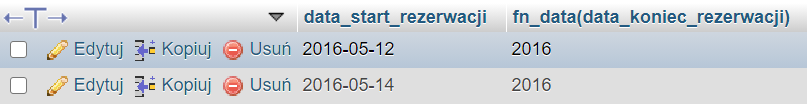 data_start_rezerwacji fn_data(data_koniec_rezerwacji)
Edytuj Kopiuj Usuń 2016-05-12 2016
Edytuj Kopiuj Usuń 2016-05-14 2016